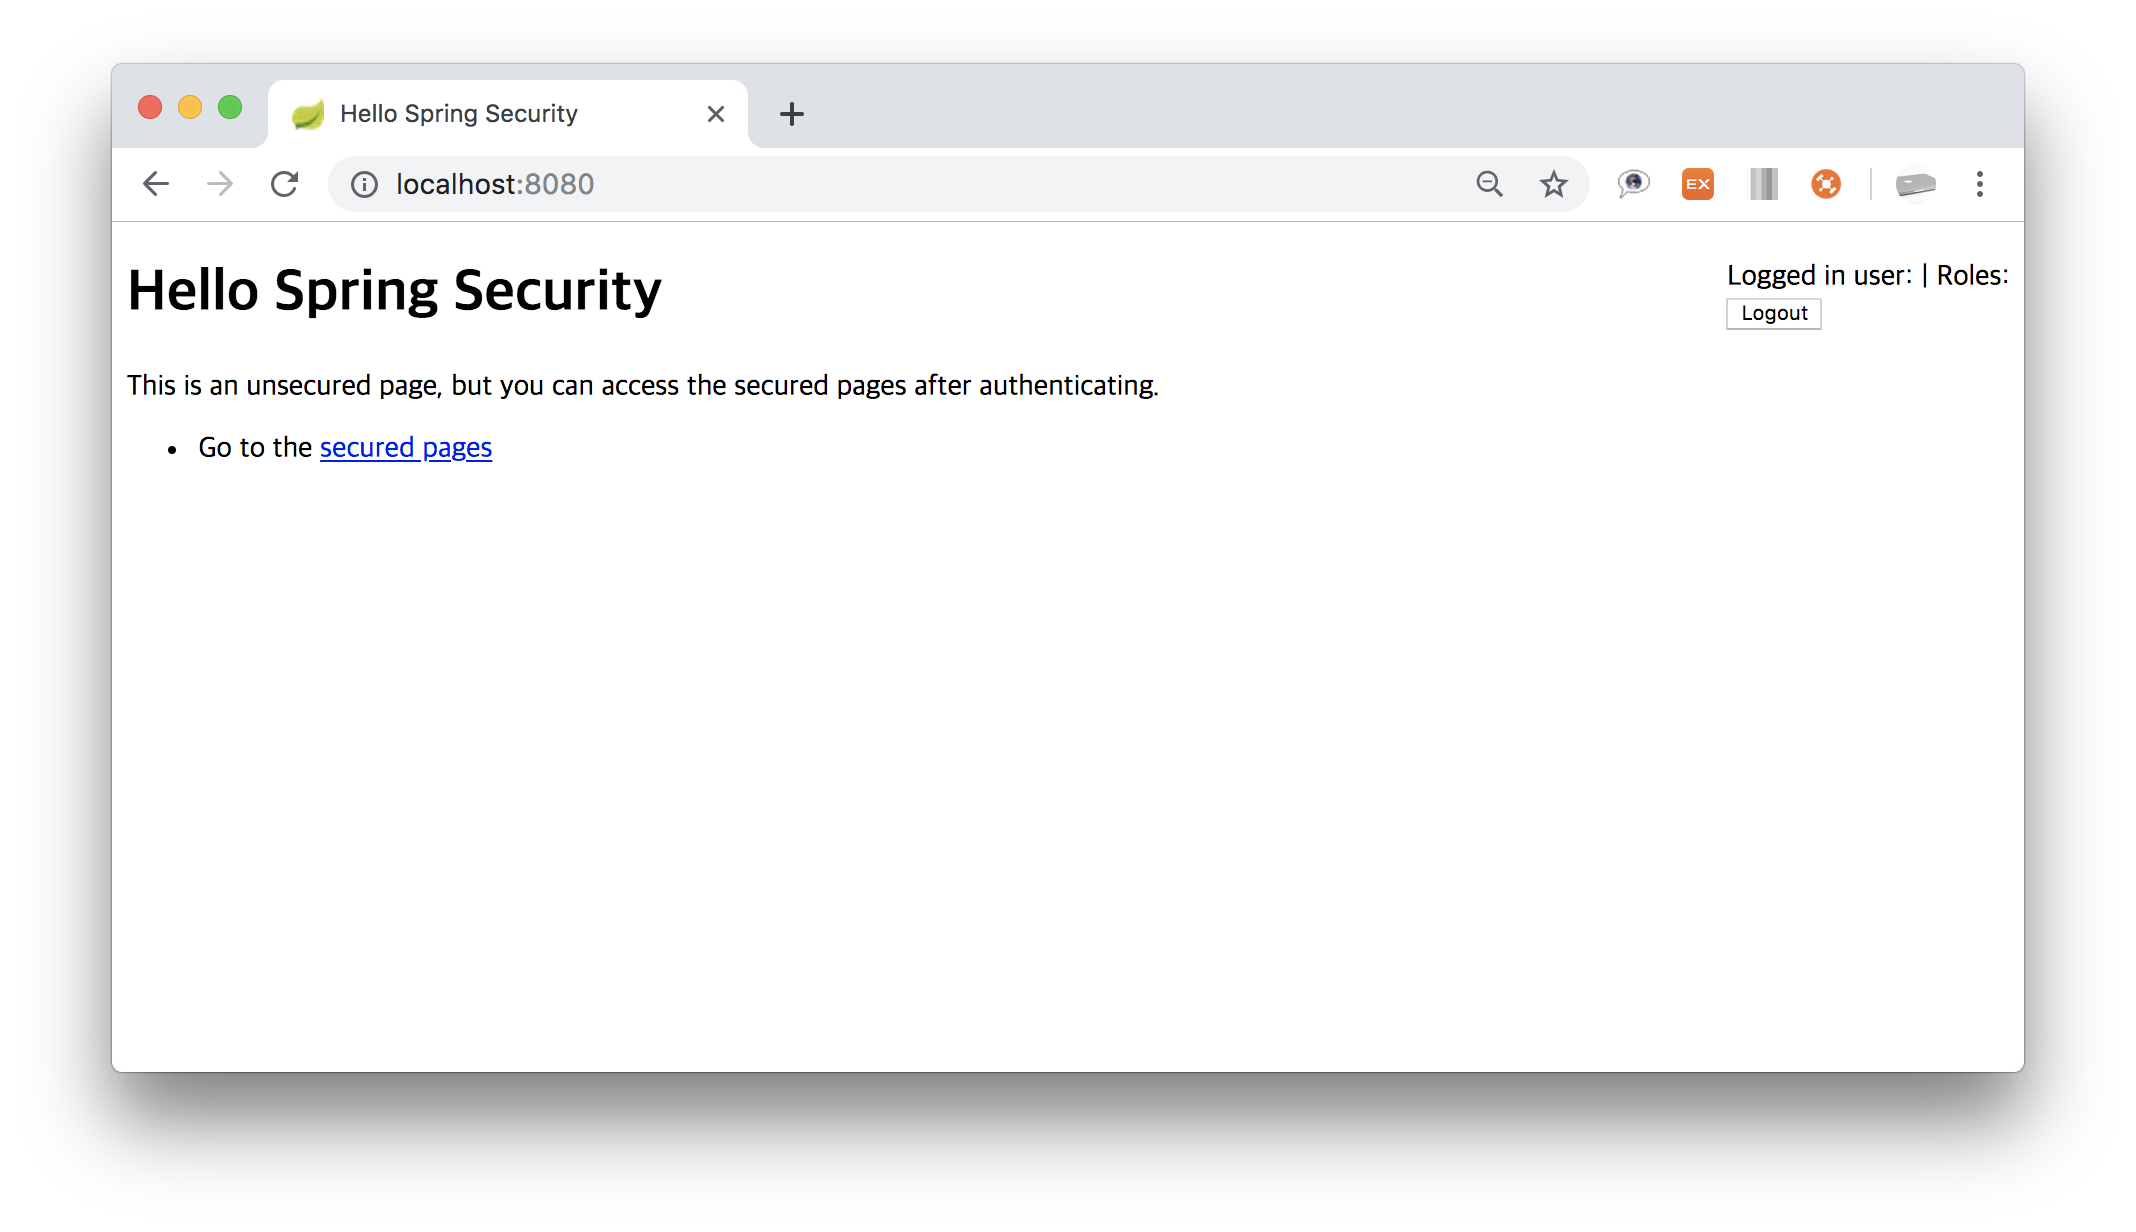 Hello Spring Security
localhost:8080
EX
Hello Spring Security
Logged in user: | Roles:
Logout
This is an unsecured page, but you can access the secured pages after authenticating.
• Go to the secured pages